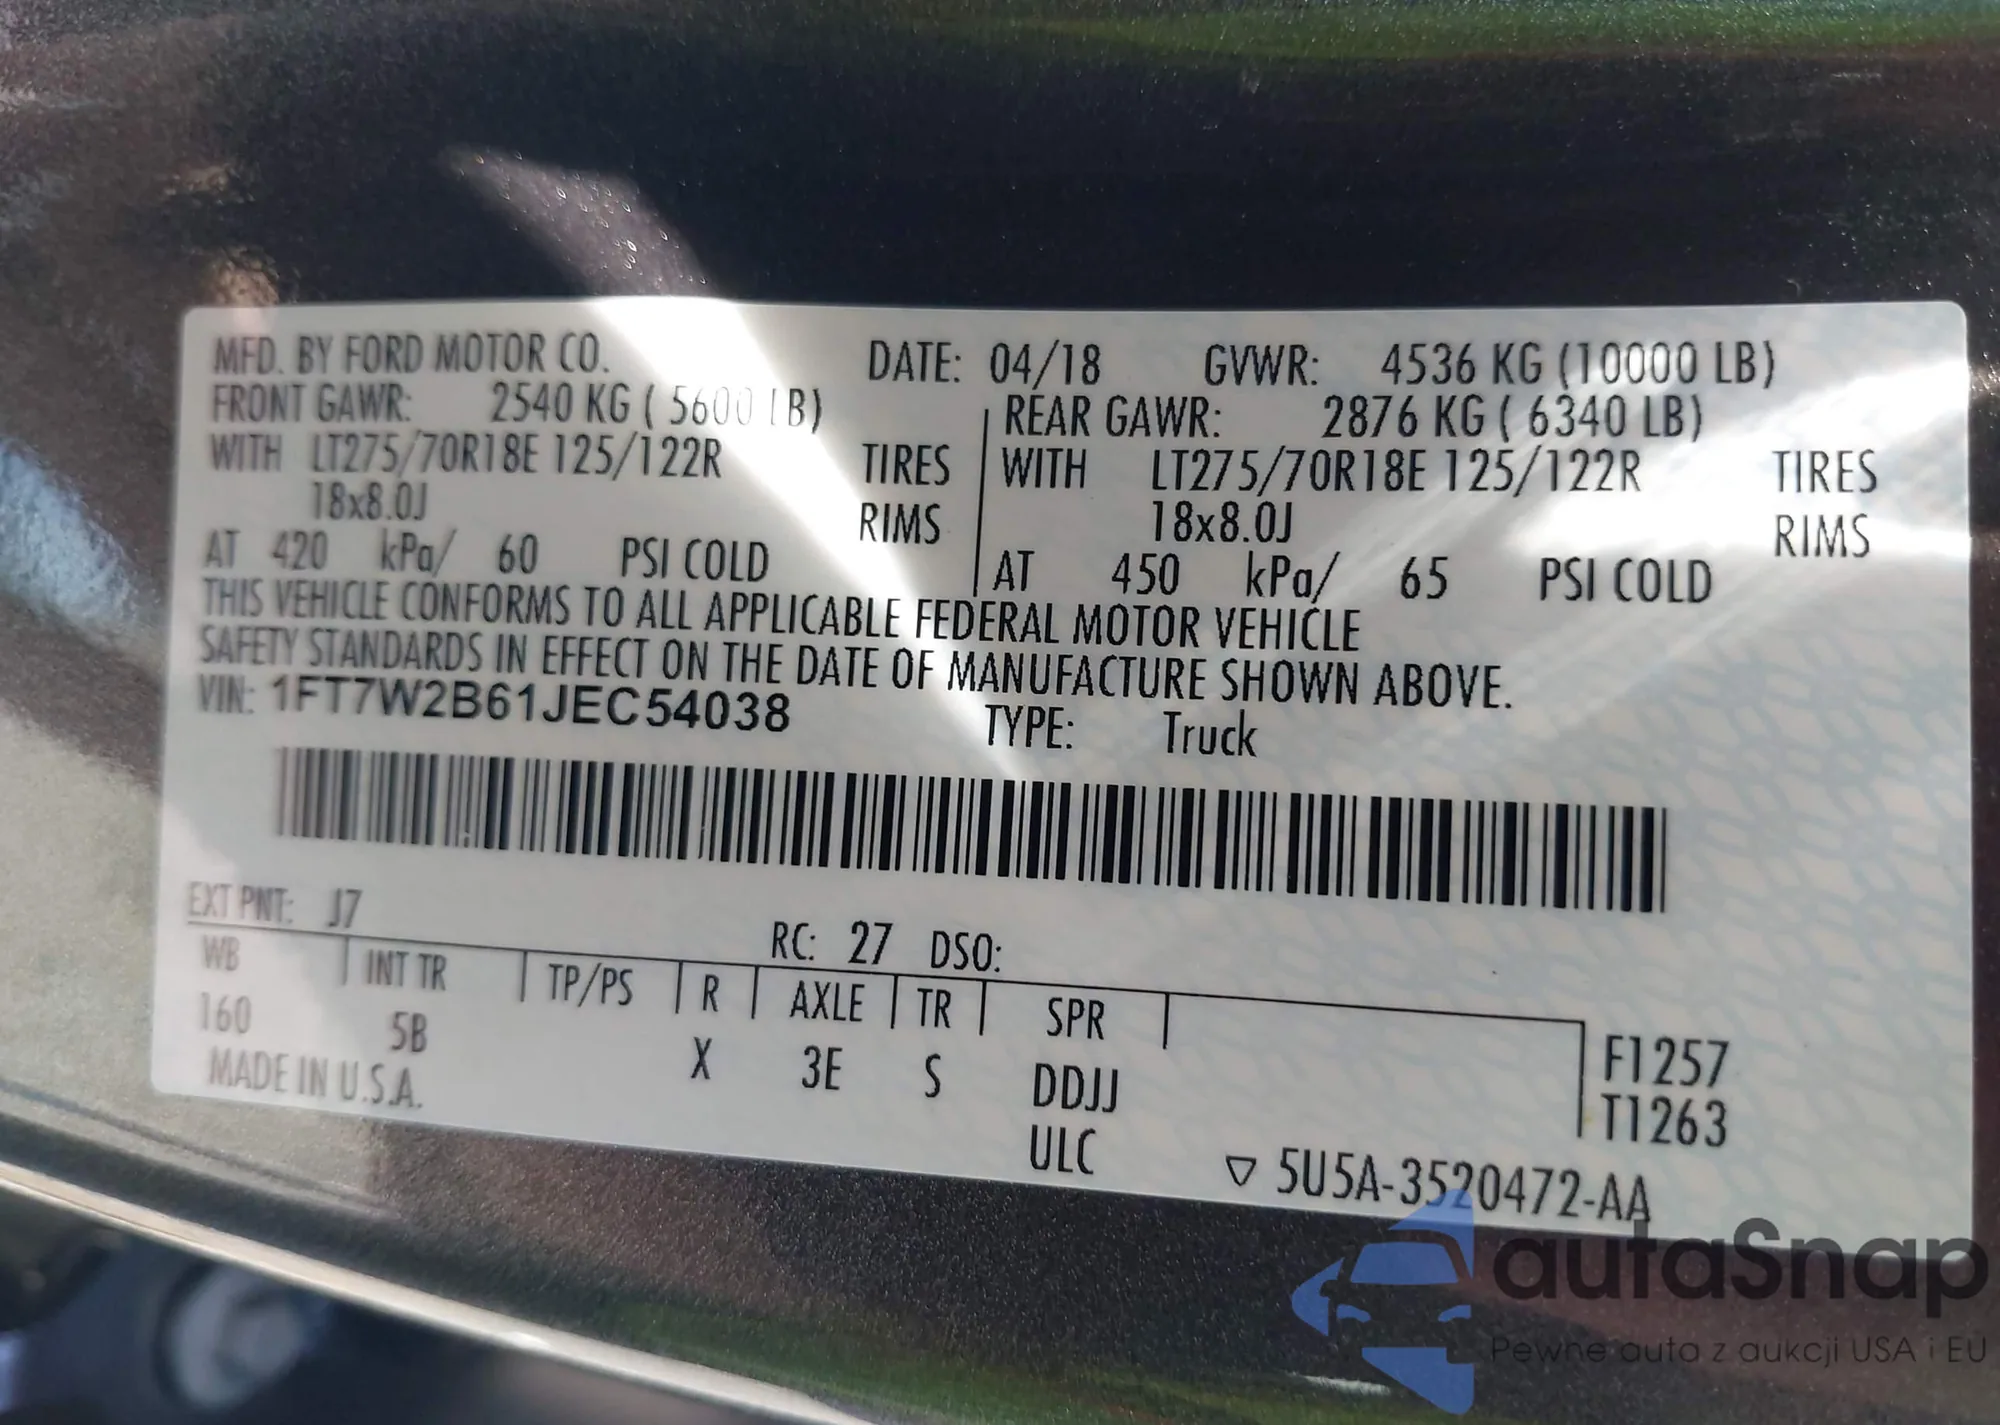 MFD. BY FORD MOTOR CO. DATE: 04/18 GVWR: 4536 KG (10000 LB)
FRONT GAWR: 2540 KG ( 5600 LB) REAR GAWR: 2876 KG ( 6340 LB)
WITH LT275/70R18E 125/122R TIRES WITH LT275/70R18E 125/122R TIRES
18x8.0J RIMS 18x8.0J RIMS
AT 420 kPa/ 60 PSI COLD AT 450 kPa/ 65 PSI COLD
THIS VEHICLE CONFORMS TO ALL APPLICABLE FEDERAL MOTOR VEHICLE
SAFETY STANDARDS IN EFFECT ON THE DATE OF MANUFACTURE SHOWN ABOVE.
VIN: 1FT7W2B61JEC54038 TYPE: Truck
EXT PNT: J7 RC: 27 DSO:
WB INT TR TP/PS R AXLE TR SPR
160 5B X 3E S DDJJ F1257
MADE IN U.S.A. ULC T1263
5U5A-3520472-AA
autaSnap
Pewne auta z aukcji USA i EU